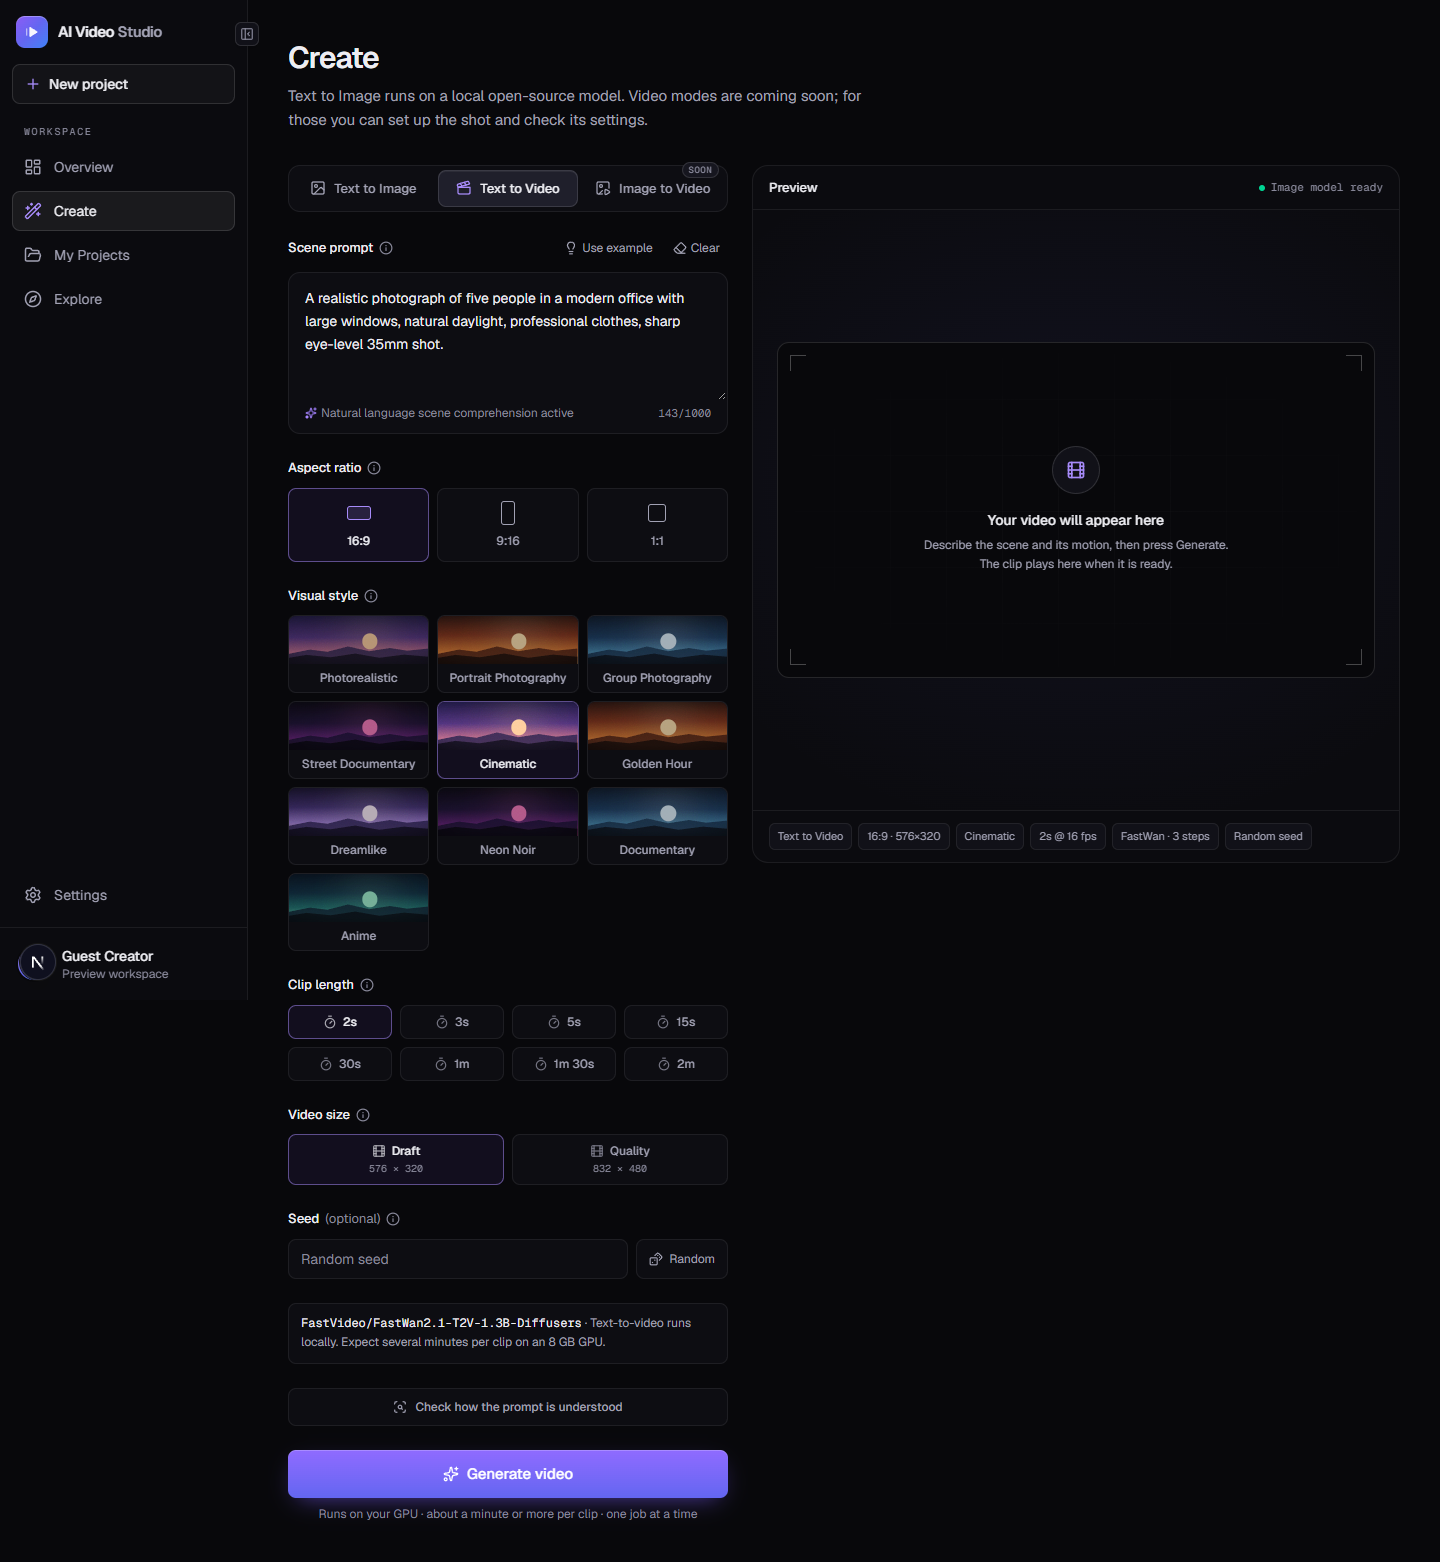 AI Video Studio
New project
WORKSPACE
Overview
Create
My Projects
Explore
Settings
Guest Creator
Preview workspace
Create
Text to Image runs on a local open-source model. Video modes are coming soon; for
those you can set up the shot and check its settings.
Text to Image
Text to Video
Image to Video
SOON
Scene prompt
Use example
Clear
A realistic photograph of five people in a modern office with
large windows, natural daylight, professional clothes, sharp
eye-level 35mm shot.
Natural language scene comprehension active
143/1000
Aspect ratio
16:9
9:16
1:1
Visual style
Photorealistic
Portrait Photography
Group Photography
Street Documentary
Cinematic
Golden Hour
Dreamlike
Neon Noir
Documentary
Anime
Clip length
2s
3s
5s
15s
30s
1m
1m 30s
2m
Video size
Draft
576 × 320
Quality
832 × 480
Seed (optional)
Random seed
Random
FastVideo/FastWan2.1-T2V-1.3B-Diffusers · Text-to-video runs
locally. Expect several minutes per clip on an 8 GB GPU.
Check how the prompt is understood
Generate video
Runs on your GPU · about a minute or more per clip · one job at a time
Preview
Image model ready
Your video will appear here
Describe the scene and its motion, then press Generate.
The clip plays here when it is ready.
Text to Video
16:9 · 576×320
Cinematic
2s @ 16 fps
FastWan · 3 steps
Random seed
N